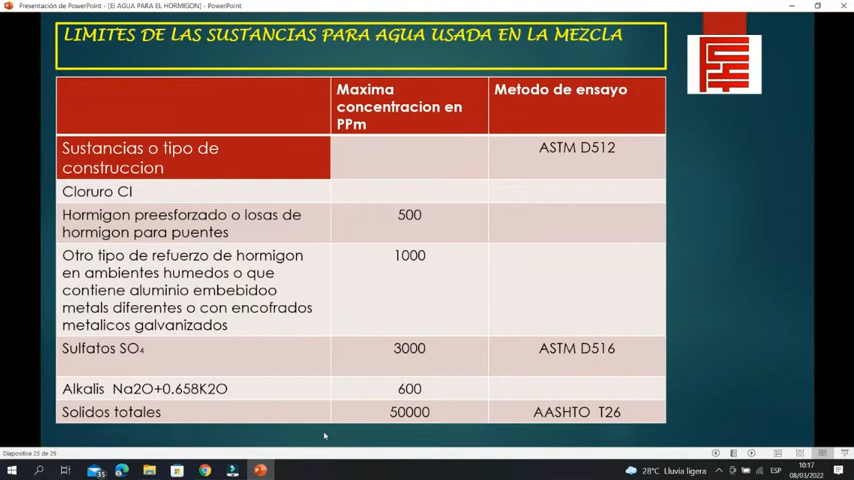 Presentación de PowerPoint - [El AGUA PARA EL HORMIGON] - PowerPoint
LIMITES DE LAS SUSTANCIAS PARA AGUA USADA EN LA MEZCLA
Maxima
concentracion en
PPm
Metodo de ensayo
Sustancias o tipo de
construccion
ASTM D512
Cloruro Cl
Hormigon preesforzado o losas de
hormigon para puentes
500
Otro tipo de refuerzo de hormigon
en ambientes humedos o que
contiene aluminio embebidoo
metals diferentes o con encofrados
metalicos galvanizados
1000
Sulfatos SO₄
3000
ASTM D516
Alkalis Na2O+0.658K2O
600
Solidos totales
50000
AASHTO T26
Diapositiva 25 de 29
35
28°C Lluvia ligera
ESP
10:17
08/03/2022